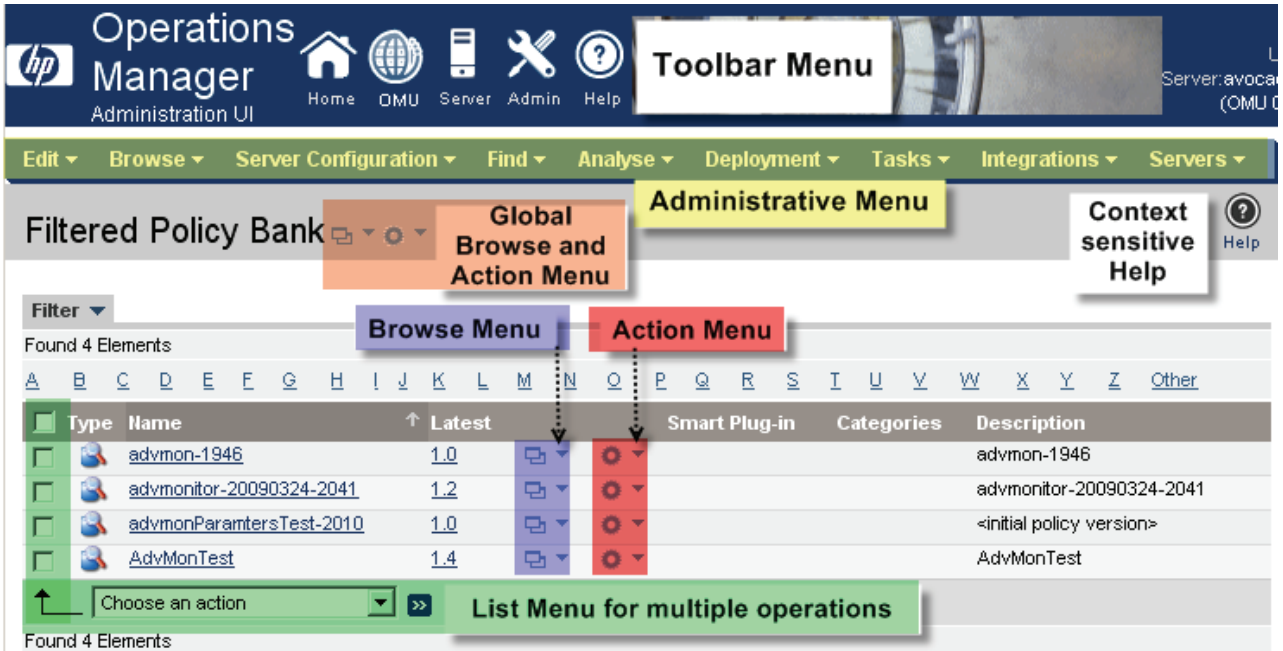 hp
Operations
Manager
Administration UI
Home OMU Server Admin Help
Toolbar Menu
Server:avoca
(OMU
Edit Browse Server Configuration Find Analyse Deployment Tasks Integrations Servers
Administrative Menu
Filtered Policy Bank
Global
Browse and
Action Menu
Context
sensitive
Help
Help
Filter
Browse Menu Action Menu
Found 4 Elements
A B C D E F G H I J K L M N O P Q R S T U V W X Y Z Other
Type Name Latest Smart Plug-in Categories Description
advmon-1946 1.0 advmon-1946
advmonitor-20090324-2041 1.2 advmonitor-20090324-2041
advmonParamtersTest-2010 1.0 <initial policy version>
AdvMonTest 1.4 AdvMonTest
Choose an action
List Menu for multiple operations
Found 4 Elements